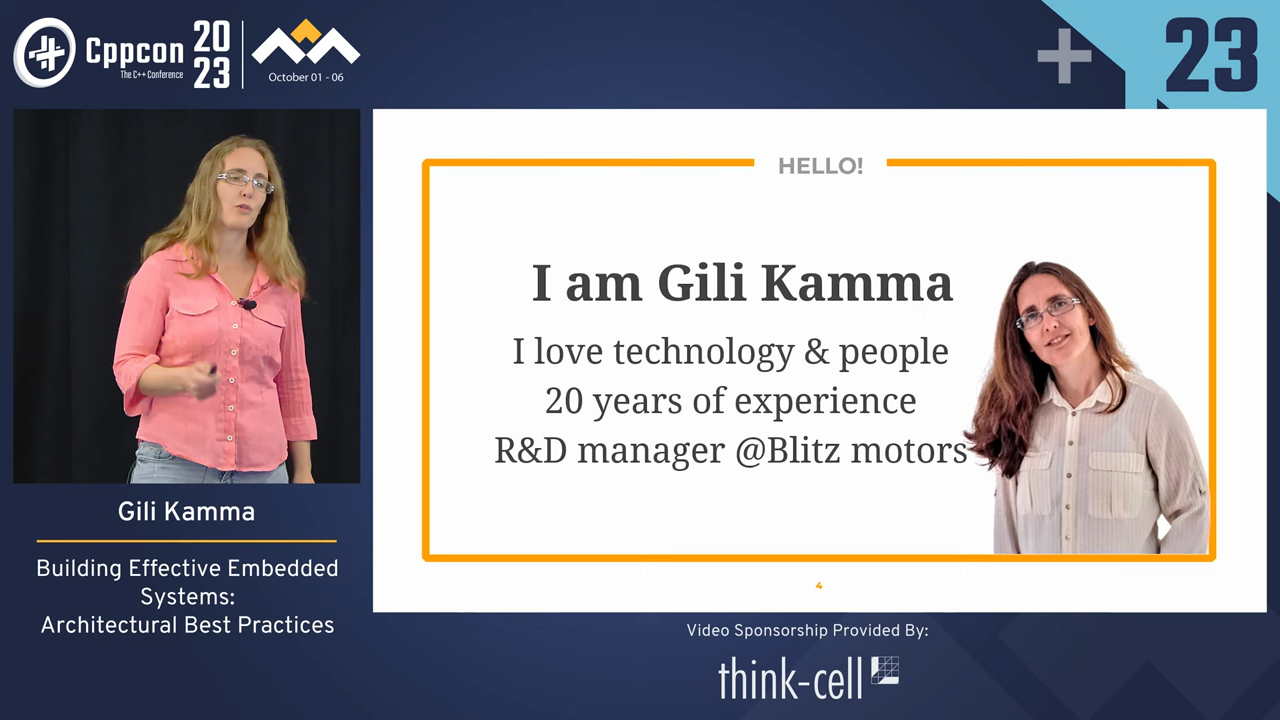 Cppcon
The C++ Conference
20
23
October 01 - 06
23
HELLO!
I am Gili Kamma
I love technology & people
20 years of experience
R&D manager @Blitz motors
4
Gili Kamma
Building Effective Embedded
Systems:
Architectural Best Practices
Video Sponsorship Provided By:
think-cell